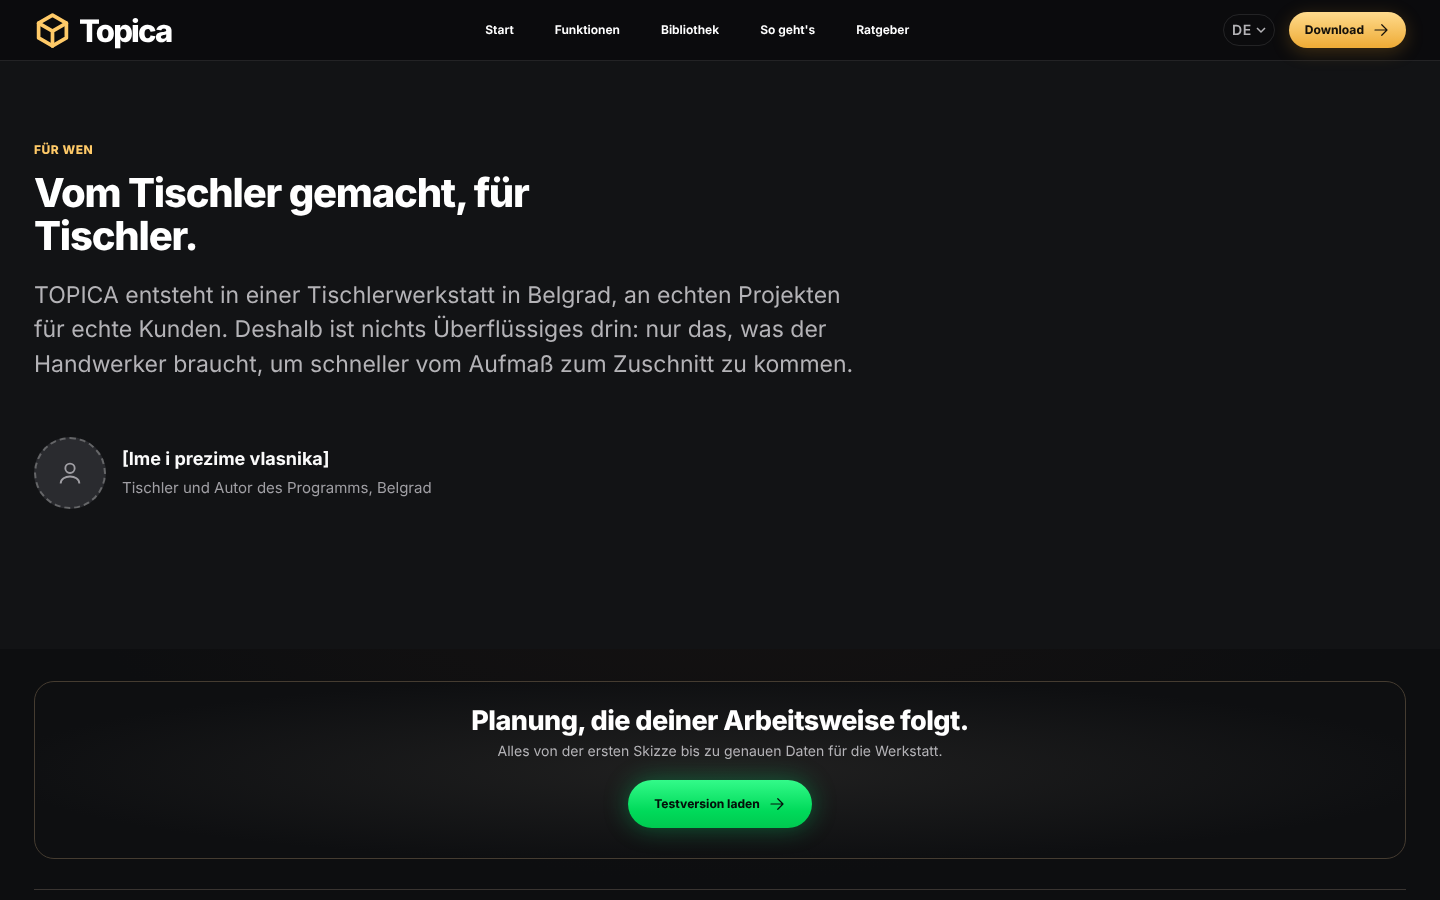 Topica
Start
Funktionen
Bibliothek
So geht's
Ratgeber
DE
Download
FÜR WEN
Vom Tischler gemacht, für
Tischler.
TOPICA entsteht in einer Tischlerwerkstatt in Belgrad, an echten Projekten
für echte Kunden. Deshalb ist nichts Überflüssiges drin: nur das, was der
Handwerker braucht, um schneller vom Aufmaß zum Zuschnitt zu kommen.
[Ime i prezime vlasnika]
Tischler und Autor des Programms, Belgrad
Planung, die deiner Arbeitsweise folgt.
Alles von der ersten Skizze bis zu genauen Daten für die Werkstatt.
Testversion laden